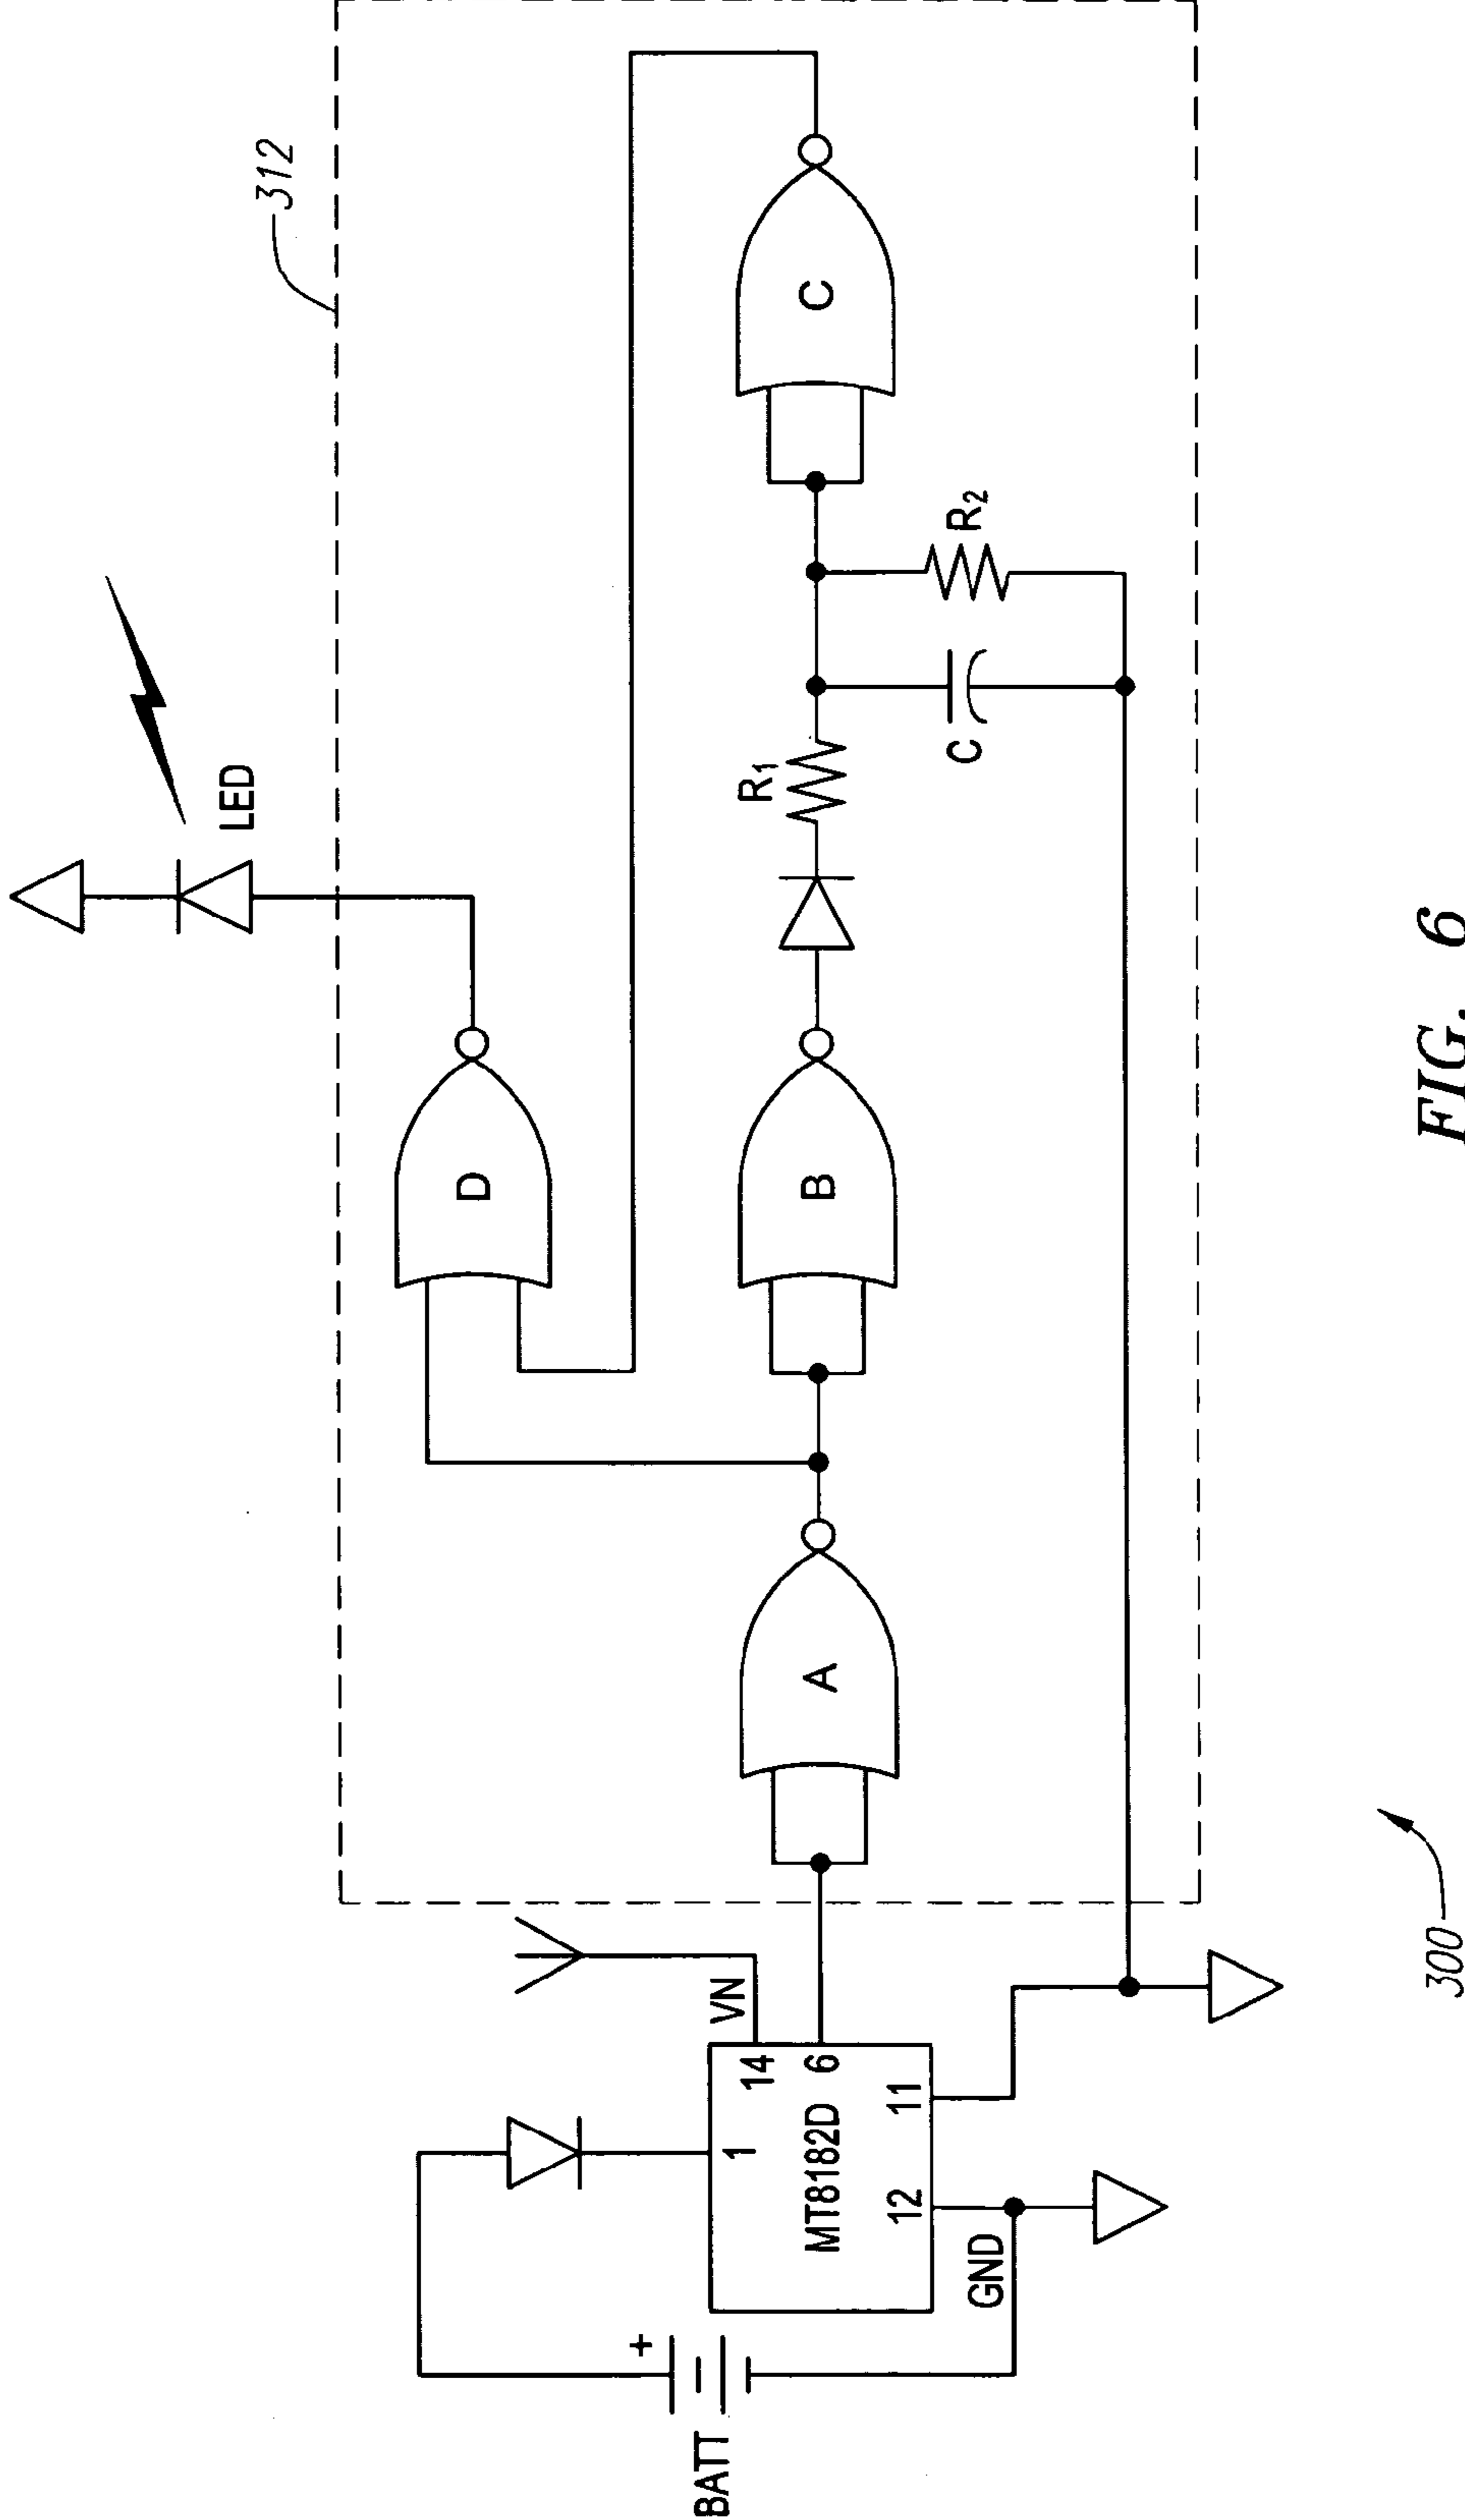 312
LED
D
C
R1
R2
C
B
A
VN
14
1
MT8182D 6
12
11
GND
+
BATT
300
FIG. 6